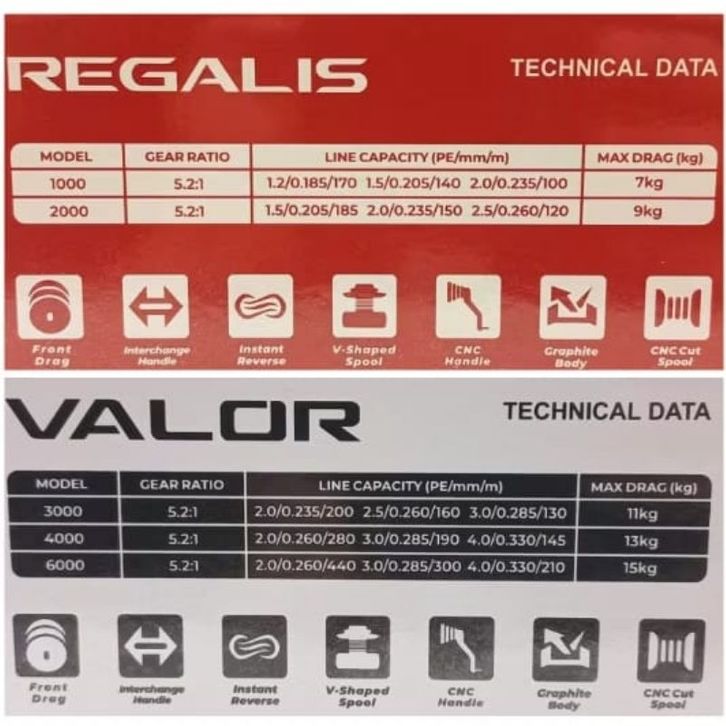 REGALIS TECHNICAL DATA
MODEL GEAR RATIO LINE CAPACITY (PE/mm/m) MAX DRAG (kg)
1000 5.2:1 1.2/0.185/170 1.5/0.205/140 2.0/0.235/100 7kg
2000 5.2:1 1.5/0.205/185 2.0/0.235/150 2.5/0.260/120 9kg
Front Interchange Instant V-Shaped CNC Graphite CNC Cut
Drag Handle Reverse Spool Handle Body Spool
VALOR TECHNICAL DATA
MODEL GEAR RATIO LINE CAPACITY (PE/mm/m) MAX DRAG (kg)
3000 5.2:1 2.0/0.235/200 2.5/0.260/160 3.0/0.285/130 11kg
4000 5.2:1 2.0/0.260/280 3.0/0.285/190 4.0/0.330/145 13kg
6000 5.2:1 2.0/0.260/440 3.0/0.285/300 4.0/0.330/210 15kg
Front Interchange Instant V-Shaped CNC Graphite CNC Cut
Drag Handle Reverse Spool Handle Body Spool